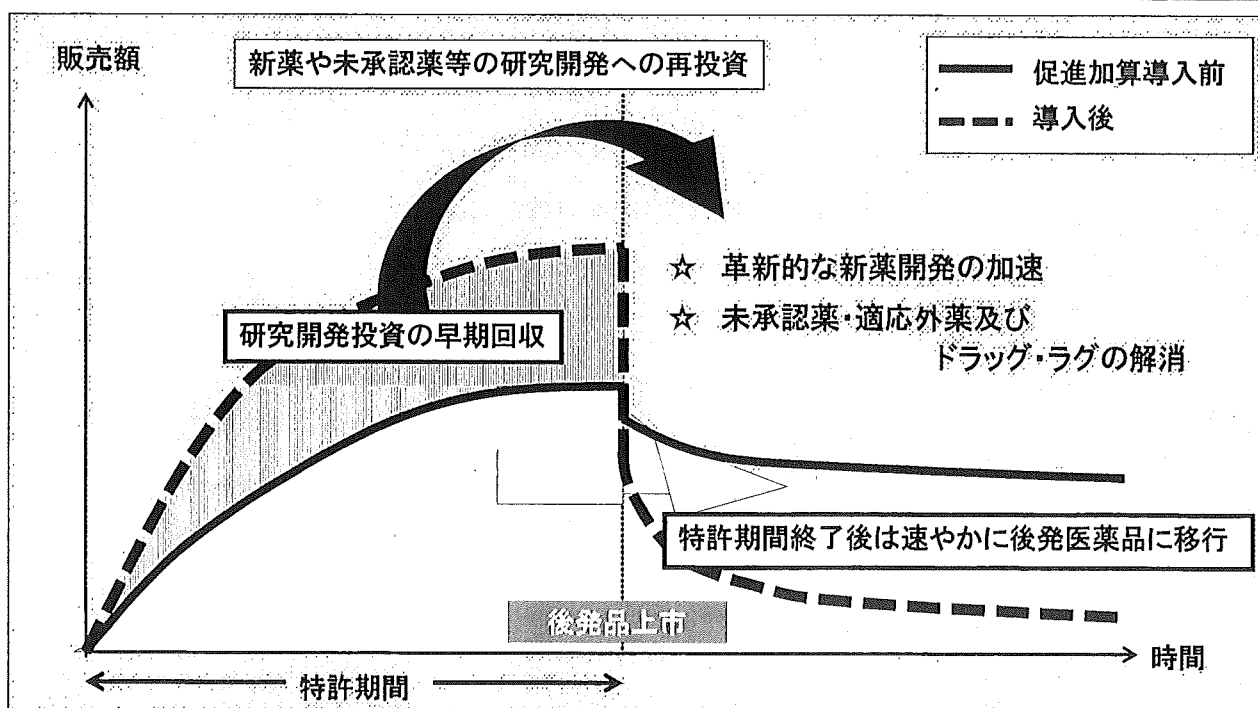 販売額
新薬や未承認薬等の研究開発への再投資
促進加算導入前
導入後
☆ 革新的な新薬開発の加速
☆ 未承認薬・適応外薬及び
ドラッグ・ラグの解消
研究開発投資の早期回収
特許期間終了後は速やかに後発医薬品に移行
後発品上市
時間
特許期間